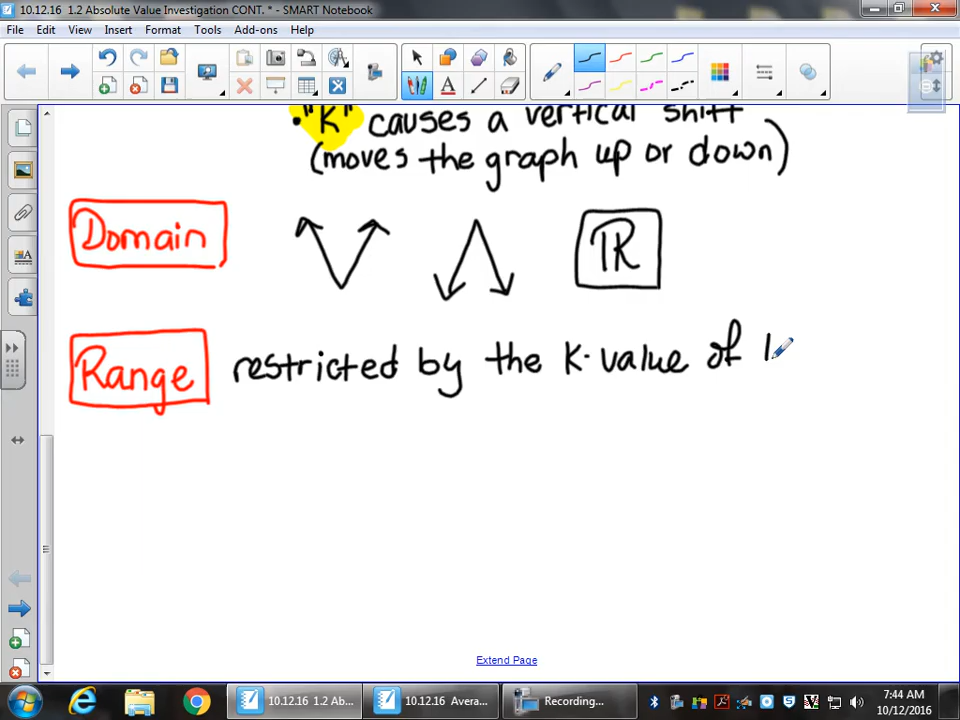 10.12.16 1.2 Absolute Value Investigation CONT. * - SMART Notebook
File Edit View Insert Format Tools Add-ons Help
• "K" causes a vertical shift
(moves the graph up or down)
Domain
ℝ
Range restricted by the K-value of
Extend Page
10.12.16 1.2 Ab... 10.12.16 Avera... Recording...
7:44 AM
10/12/2016